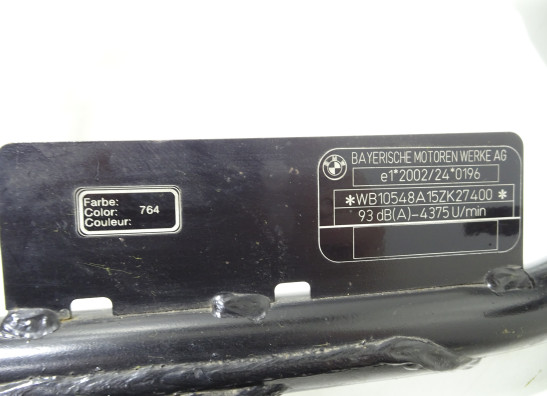 Farbe:
Color: 764
Couleur:
BAYERISCHE MOTOREN WERKE AG
e1*2002/24*0196
*WB10548A15ZK27400*
93 dB(A)-4375 U/min